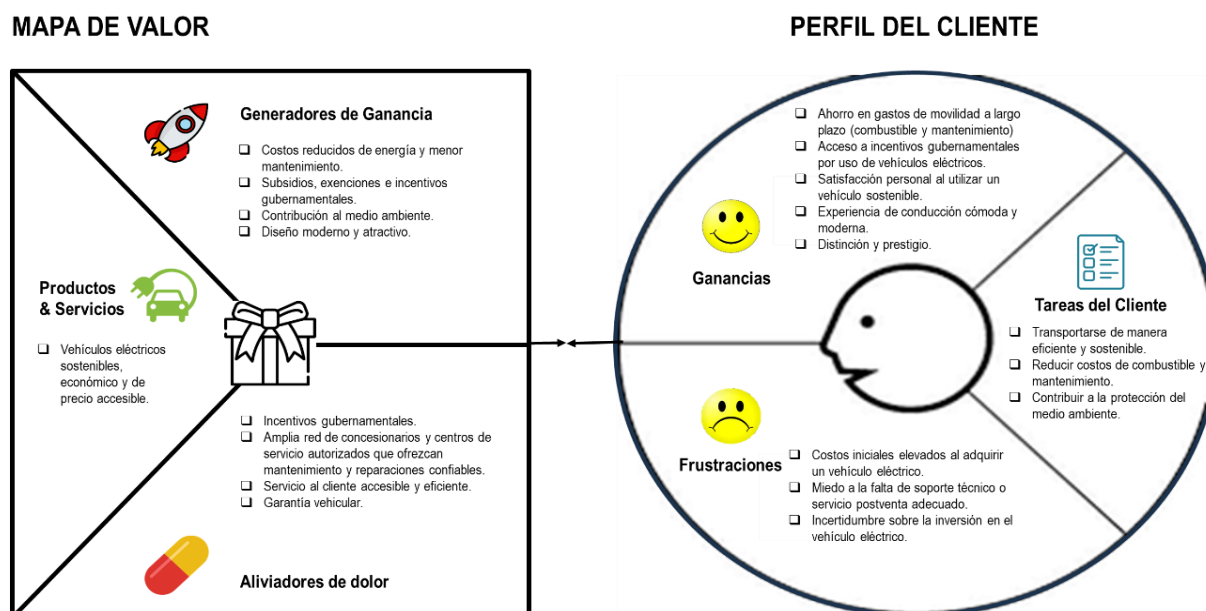 MAPA DE VALOR
Generadores de Ganancia
Costos reducidos de energía y menor
mantenimiento.
Subsidios, exenciones e incentivos
gubernamentales.
Contribución al medio ambiente.
Diseño moderno y atractivo.
Productos
& Servicios
Vehículos eléctricos
sostenibles,
económico y de
precio accesible.
Incentivos gubernamentales.
Amplia red de concesionarios y centros de
servicio autorizados que ofrezcan
mantenimiento y reparaciones confiables.
Servicio al cliente accesible y eficiente.
Garantía vehicular.
Aliviadores de dolor
PERFIL DEL CLIENTE
Ahorro en gastos de movilidad a largo
plazo (combustible y mantenimiento)
Acceso a incentivos gubernamentales
por uso de vehículos eléctricos.
Satisfacción personal al utilizar un
vehículo sostenible.
Experiencia de conducción cómoda y
moderna.
Distinción y prestigio.
Ganancias
Tareas del Cliente
Transportarse de manera
eficiente y sostenible.
Reducir costos de combustible y
mantenimiento.
Contribuir a la protección del
medio ambiente.
Frustraciones
Costos iniciales elevados al adquirir
un vehículo eléctrico.
Miedo a la falta de soporte técnico o
servicio postventa adecuado.
Incertidumbre sobre la inversión en el
vehículo eléctrico.